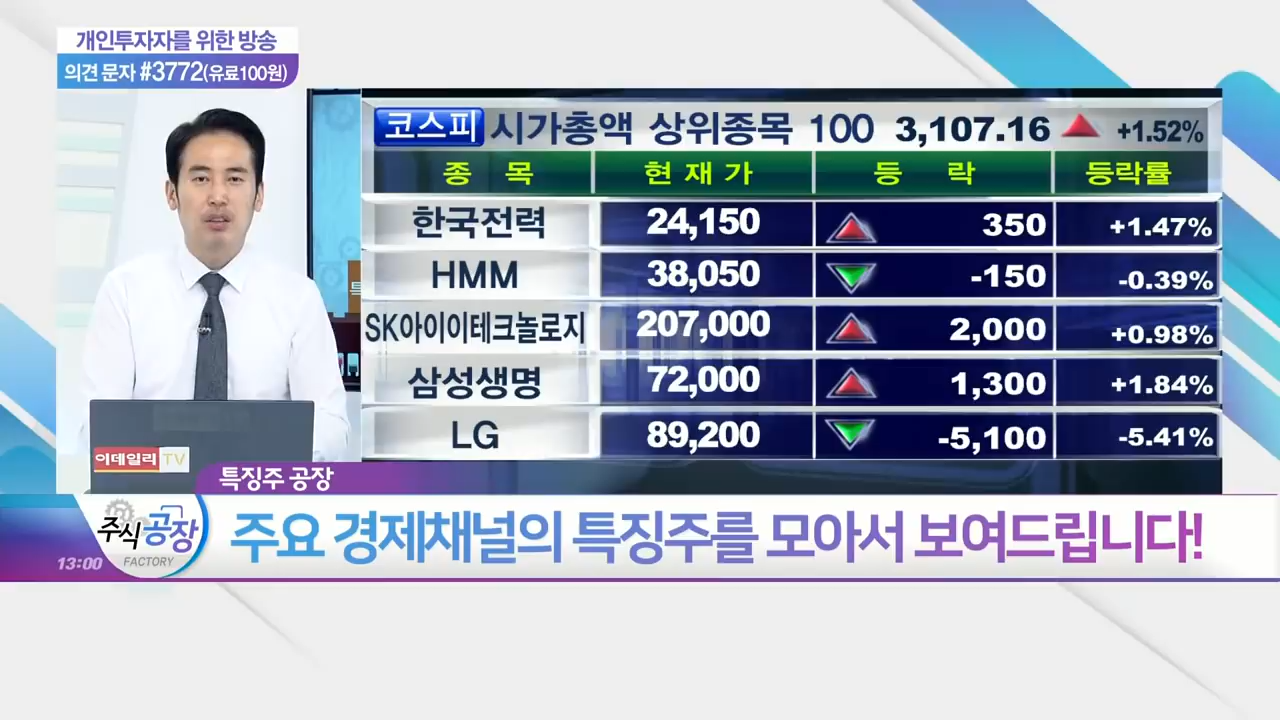 개인투자자를 위한 방송
의견 문자 #3772(유료100원)
코스피 시가총액 상위종목 100 3,107.16 +1.52%
종 목 현 재 가 등 락 등락률
한국전력 24,150 350 +1.47%
HMM 38,050 -150 -0.39%
SK아이이테크놀로지 207,000 2,000 +0.98%
삼성생명 72,000 1,300 +1.84%
LG 89,200 -5,100 -5.41%
이데일리 TV
특징주 공장
주식공장
FACTORY
13:00
주요 경제채널의 특징주를 모아서 보여드립니다!